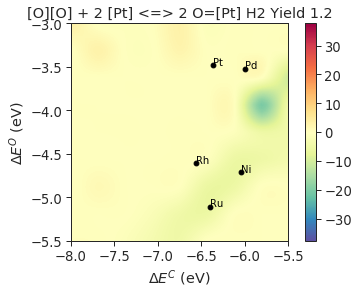 [O][O] + 2 [Pt] <=> 2 O=[Pt] H2 Yield 1.2
−3.0
−3.5
−4.0
−4.5
−5.0
−5.5
ΔE^O (eV)
Pt
Pd
Rh
Ni
Ru
−8.0 −7.5 −7.0 −6.5 −6.0 −5.5
ΔE^C (eV)
30
20
10
0
−10
−20
−30